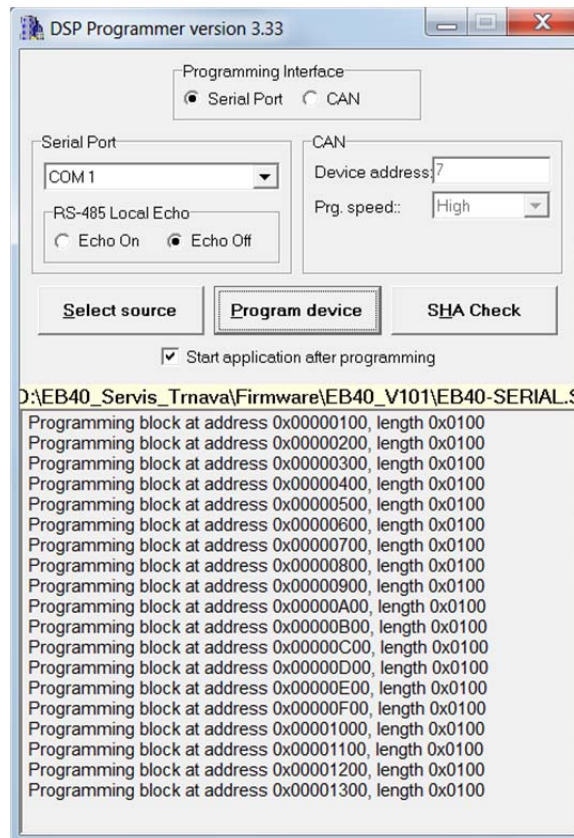 DSP Programmer version 3.33
Programming Interface
Serial Port CAN
Serial Port
COM 1
RS-485 Local Echo
Echo On Echo Off
CAN
Device address: 7
Prg. speed:: High
Select source Program device SHA Check
Start application after programming
D:\EB40_Servis_Trnava\Firmware\EB40_V101\EB40-SERIAL.S
Programming block at address 0x00000100, length 0x0100
Programming block at address 0x00000200, length 0x0100
Programming block at address 0x00000300, length 0x0100
Programming block at address 0x00000400, length 0x0100
Programming block at address 0x00000500, length 0x0100
Programming block at address 0x00000600, length 0x0100
Programming block at address 0x00000700, length 0x0100
Programming block at address 0x00000800, length 0x0100
Programming block at address 0x00000900, length 0x0100
Programming block at address 0x00000A00, length 0x0100
Programming block at address 0x00000B00, length 0x0100
Programming block at address 0x00000C00, length 0x0100
Programming block at address 0x00000D00, length 0x0100
Programming block at address 0x00000E00, length 0x0100
Programming block at address 0x00000F00, length 0x0100
Programming block at address 0x00001000, length 0x0100
Programming block at address 0x00001100, length 0x0100
Programming block at address 0x00001200, length 0x0100
Programming block at address 0x00001300, length 0x0100